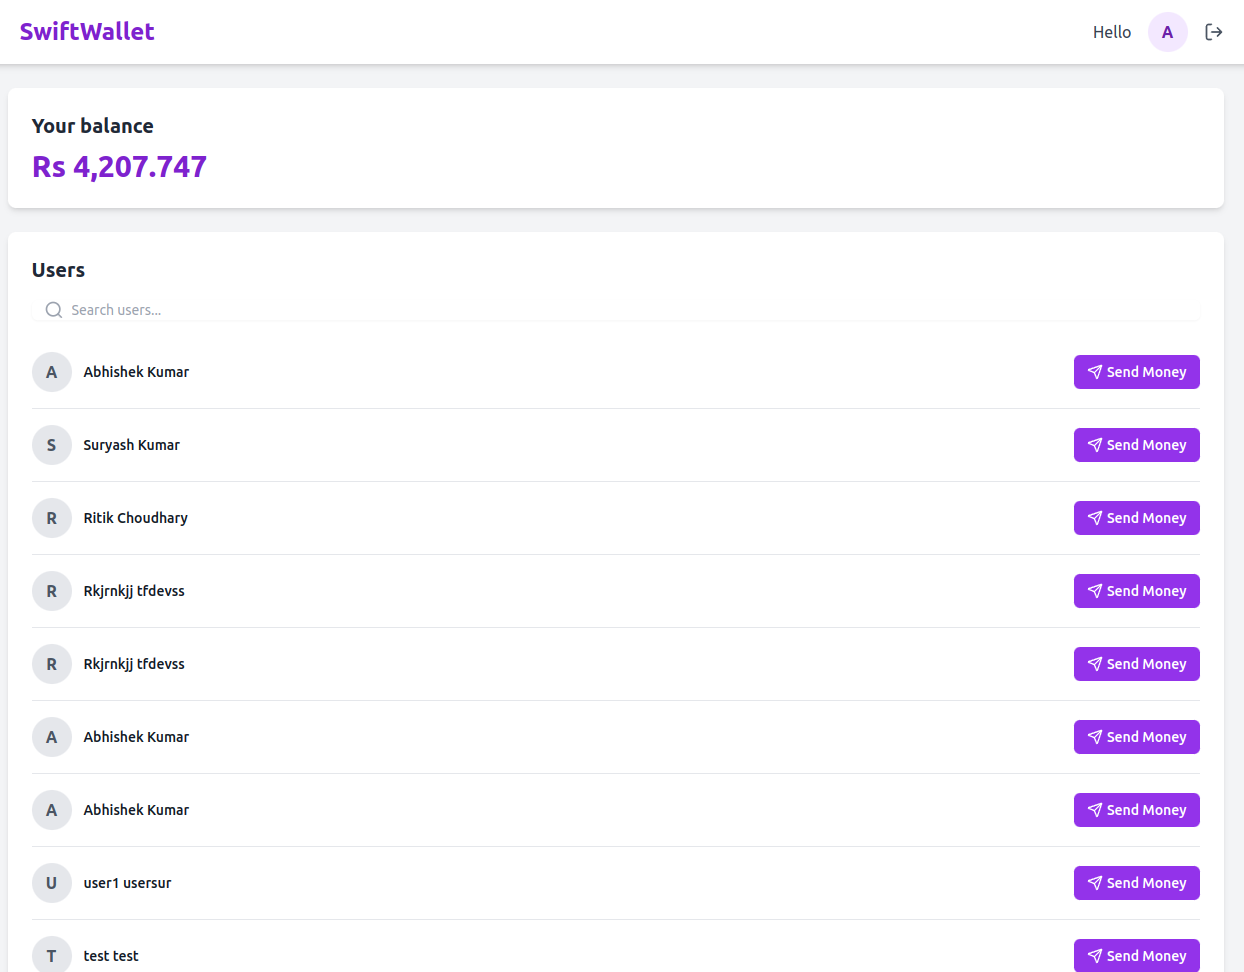 SwiftWallet
Hello A
Your balance
Rs 4,207.747
Users
Search users...
A Abhishek Kumar Send Money
S Suryash Kumar Send Money
R Ritik Choudhary Send Money
R Rkjrnkjj tfdevss Send Money
R Rkjrnkjj tfdevss Send Money
A Abhishek Kumar Send Money
A Abhishek Kumar Send Money
U user1 usersur Send Money
T test test Send Money